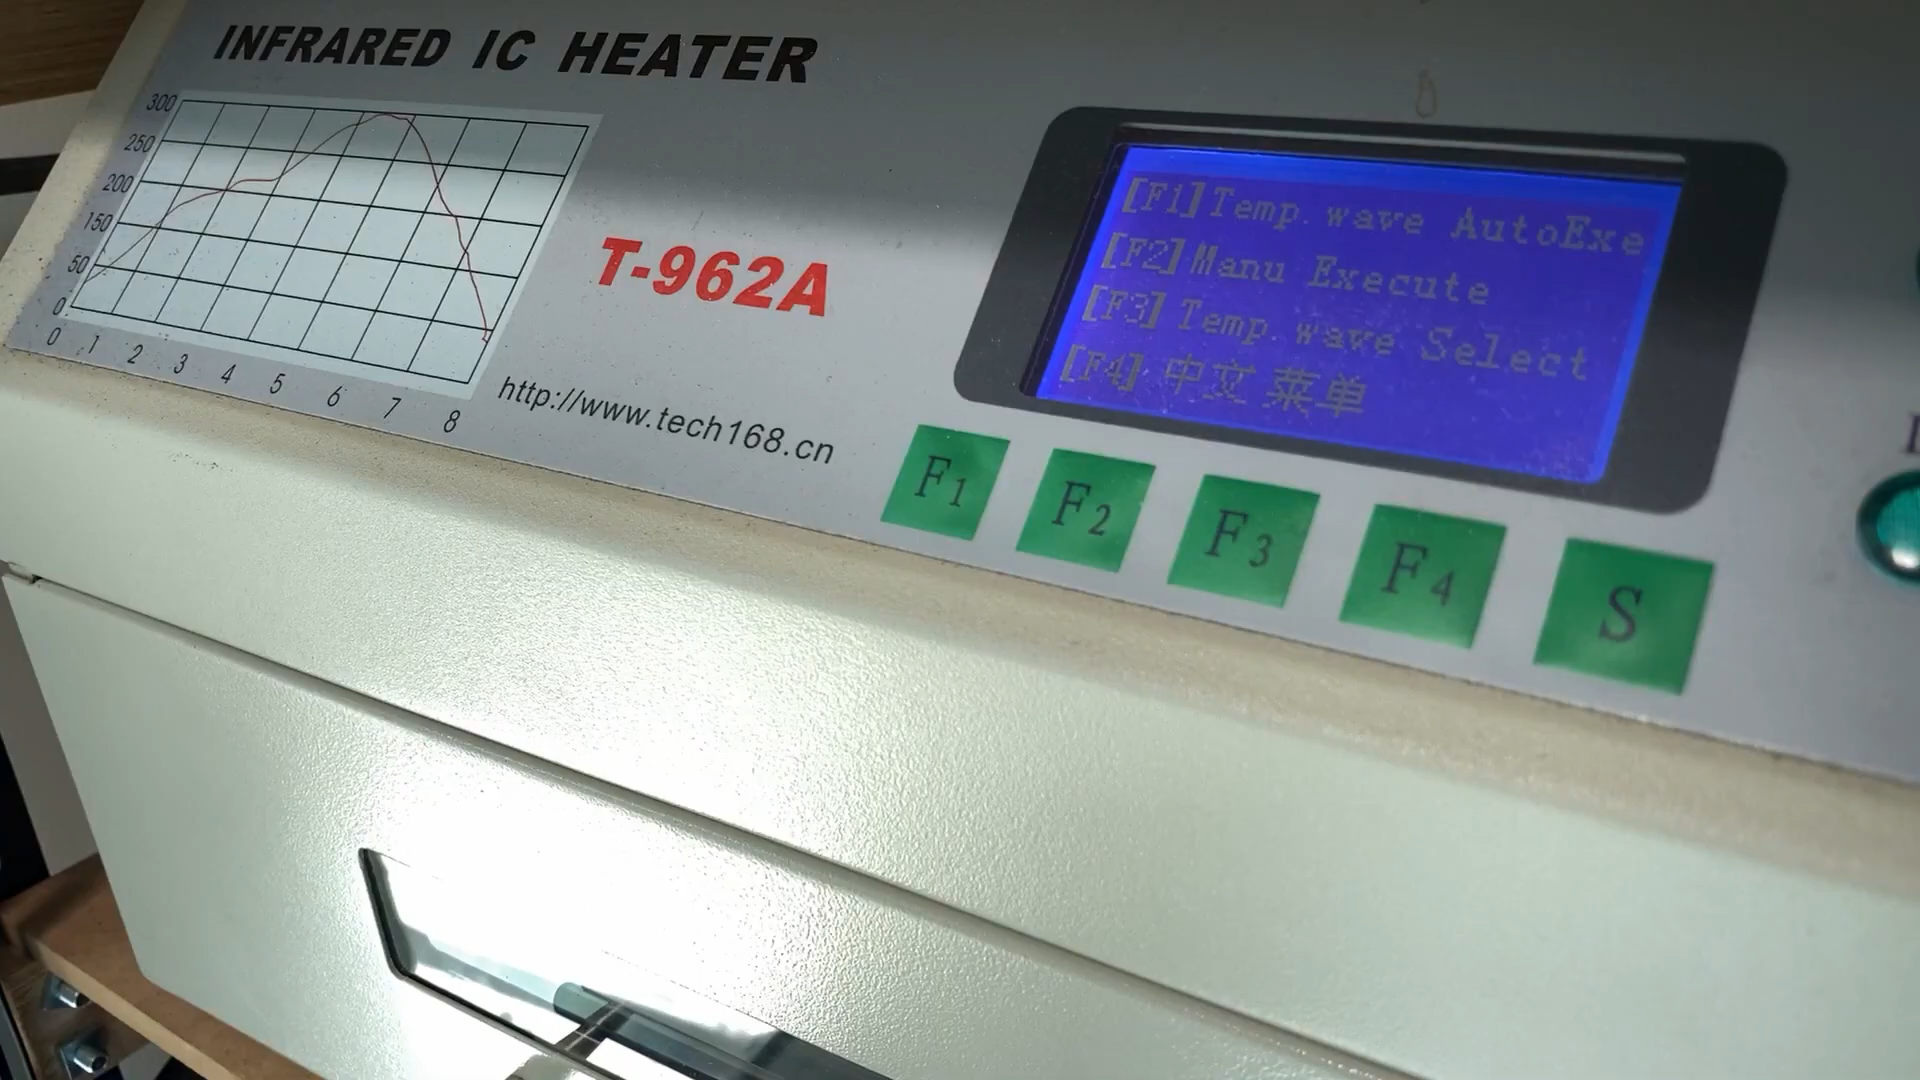 INFRARED IC HEATER
300
250
200
150
50
0
0 1 2 3 4 5 6 7 8
T-962A
http://www.tech168.cn
[F1]Temp.wave AutoExe
[F2]Manu Execute
[F3]Temp.wave Select
[F4]中文菜单
F1 F2 F3 F4 S